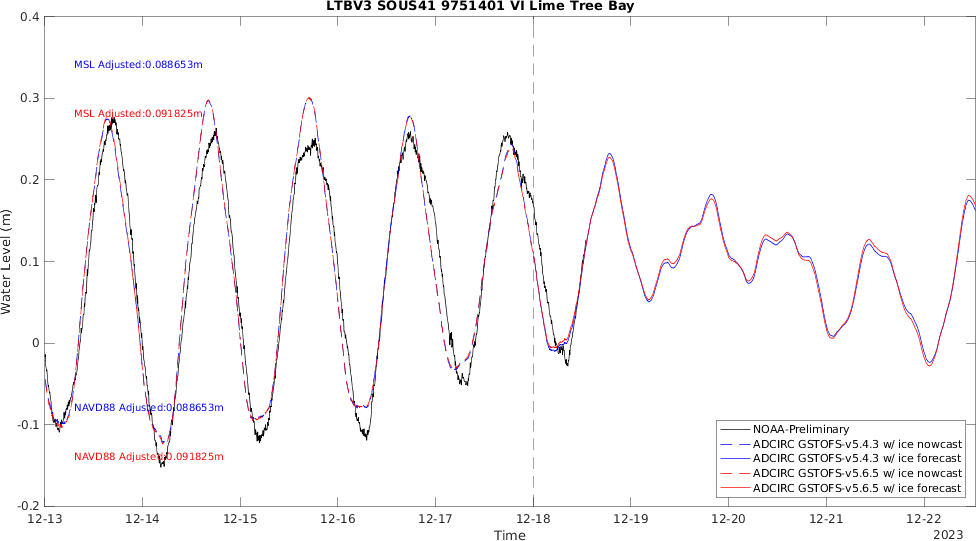 LTBV3 SOUS41 9751401 VI Lime Tree Bay
0.4
MSL Adjusted:0.088653m
0.3
MSL Adjusted:0.091825m
0.2
0.1
Water Level (m)
0
NAVD88 Adjusted:0.088653m
-0.1
NAVD88 Adjusted:0.091825m
-0.2
NOAA-Preliminary
ADCIRC GSTOFS-v5.4.3 w/ ice nowcast
ADCIRC GSTOFS-v5.4.3 w/ ice forecast
ADCIRC GSTOFS-v5.6.5 w/ ice nowcast
ADCIRC GSTOFS-v5.6.5 w/ ice forecast
12-13 12-14 12-15 12-16 12-17 12-18 12-19 12-20 12-21 12-22
Time
2023